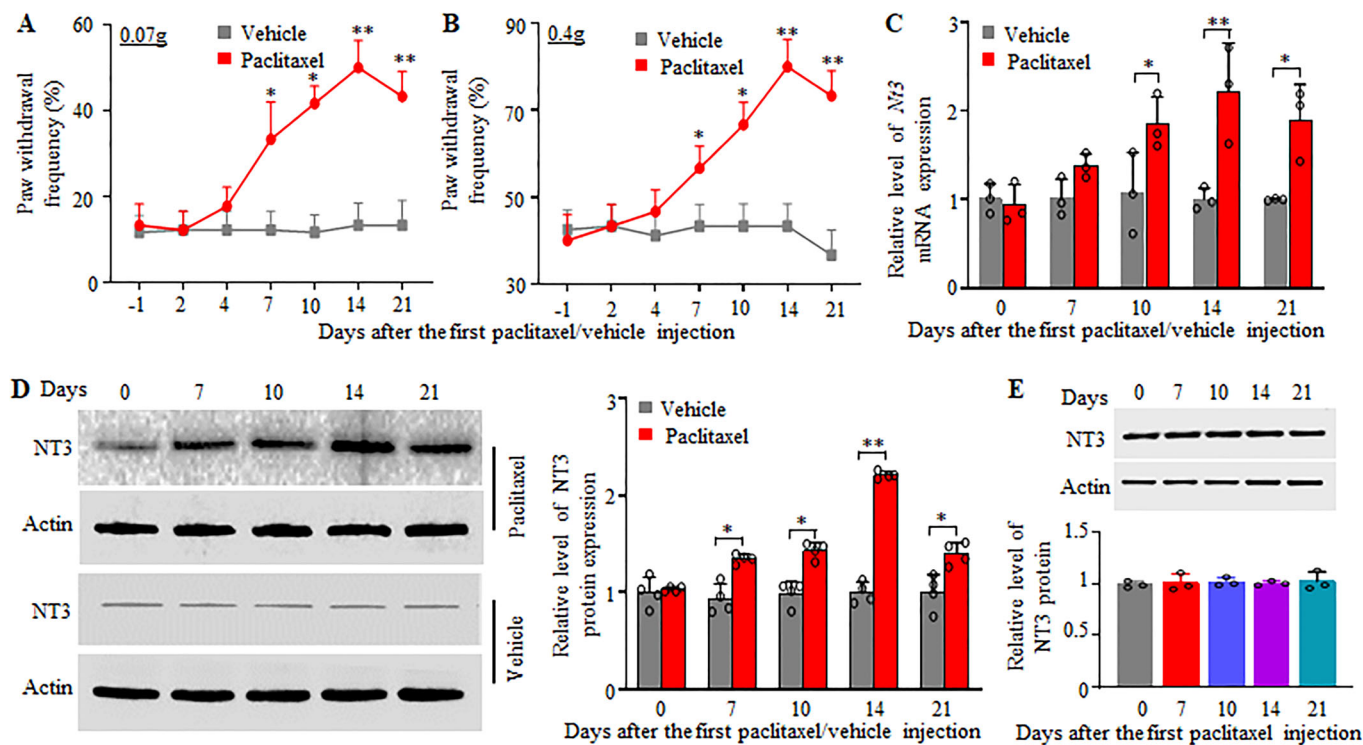 A
0.07g
Vehicle
Paclitaxel
Paw withdrawal
frequency (%)
60
40
20
0
* * ** **
-1 2 4 7 10 14 21
B
0.4g
Vehicle
Paclitaxel
Paw withdrawal
frequency (%)
90
70
50
30
* * ** **
-1 2 4 7 10 14 21
Days after the first paclitaxel/vehicle injection
C
Vehicle
Paclitaxel
Relative level of Nt3
mRNA expression
3
2
1
0
* ** *
0 7 10 14 21
Days after the first paclitaxel/vehicle injection
D
Days 0 7 10 14 21
NT3
Actin
Paclitaxel
NT3
Actin
Vehicle
Vehicle
Paclitaxel
Relative level of NT3
protein expression
3
2
1
0
* * ** *
0 7 10 14 21
Days after the first paclitaxel/vehicle injection
E
Days 0 7 10 14 21
NT3
Actin
Relative level of
NT3 protein
1.5
1
0.5
0
0 7 10 14 21
Days after the first paclitaxel injection